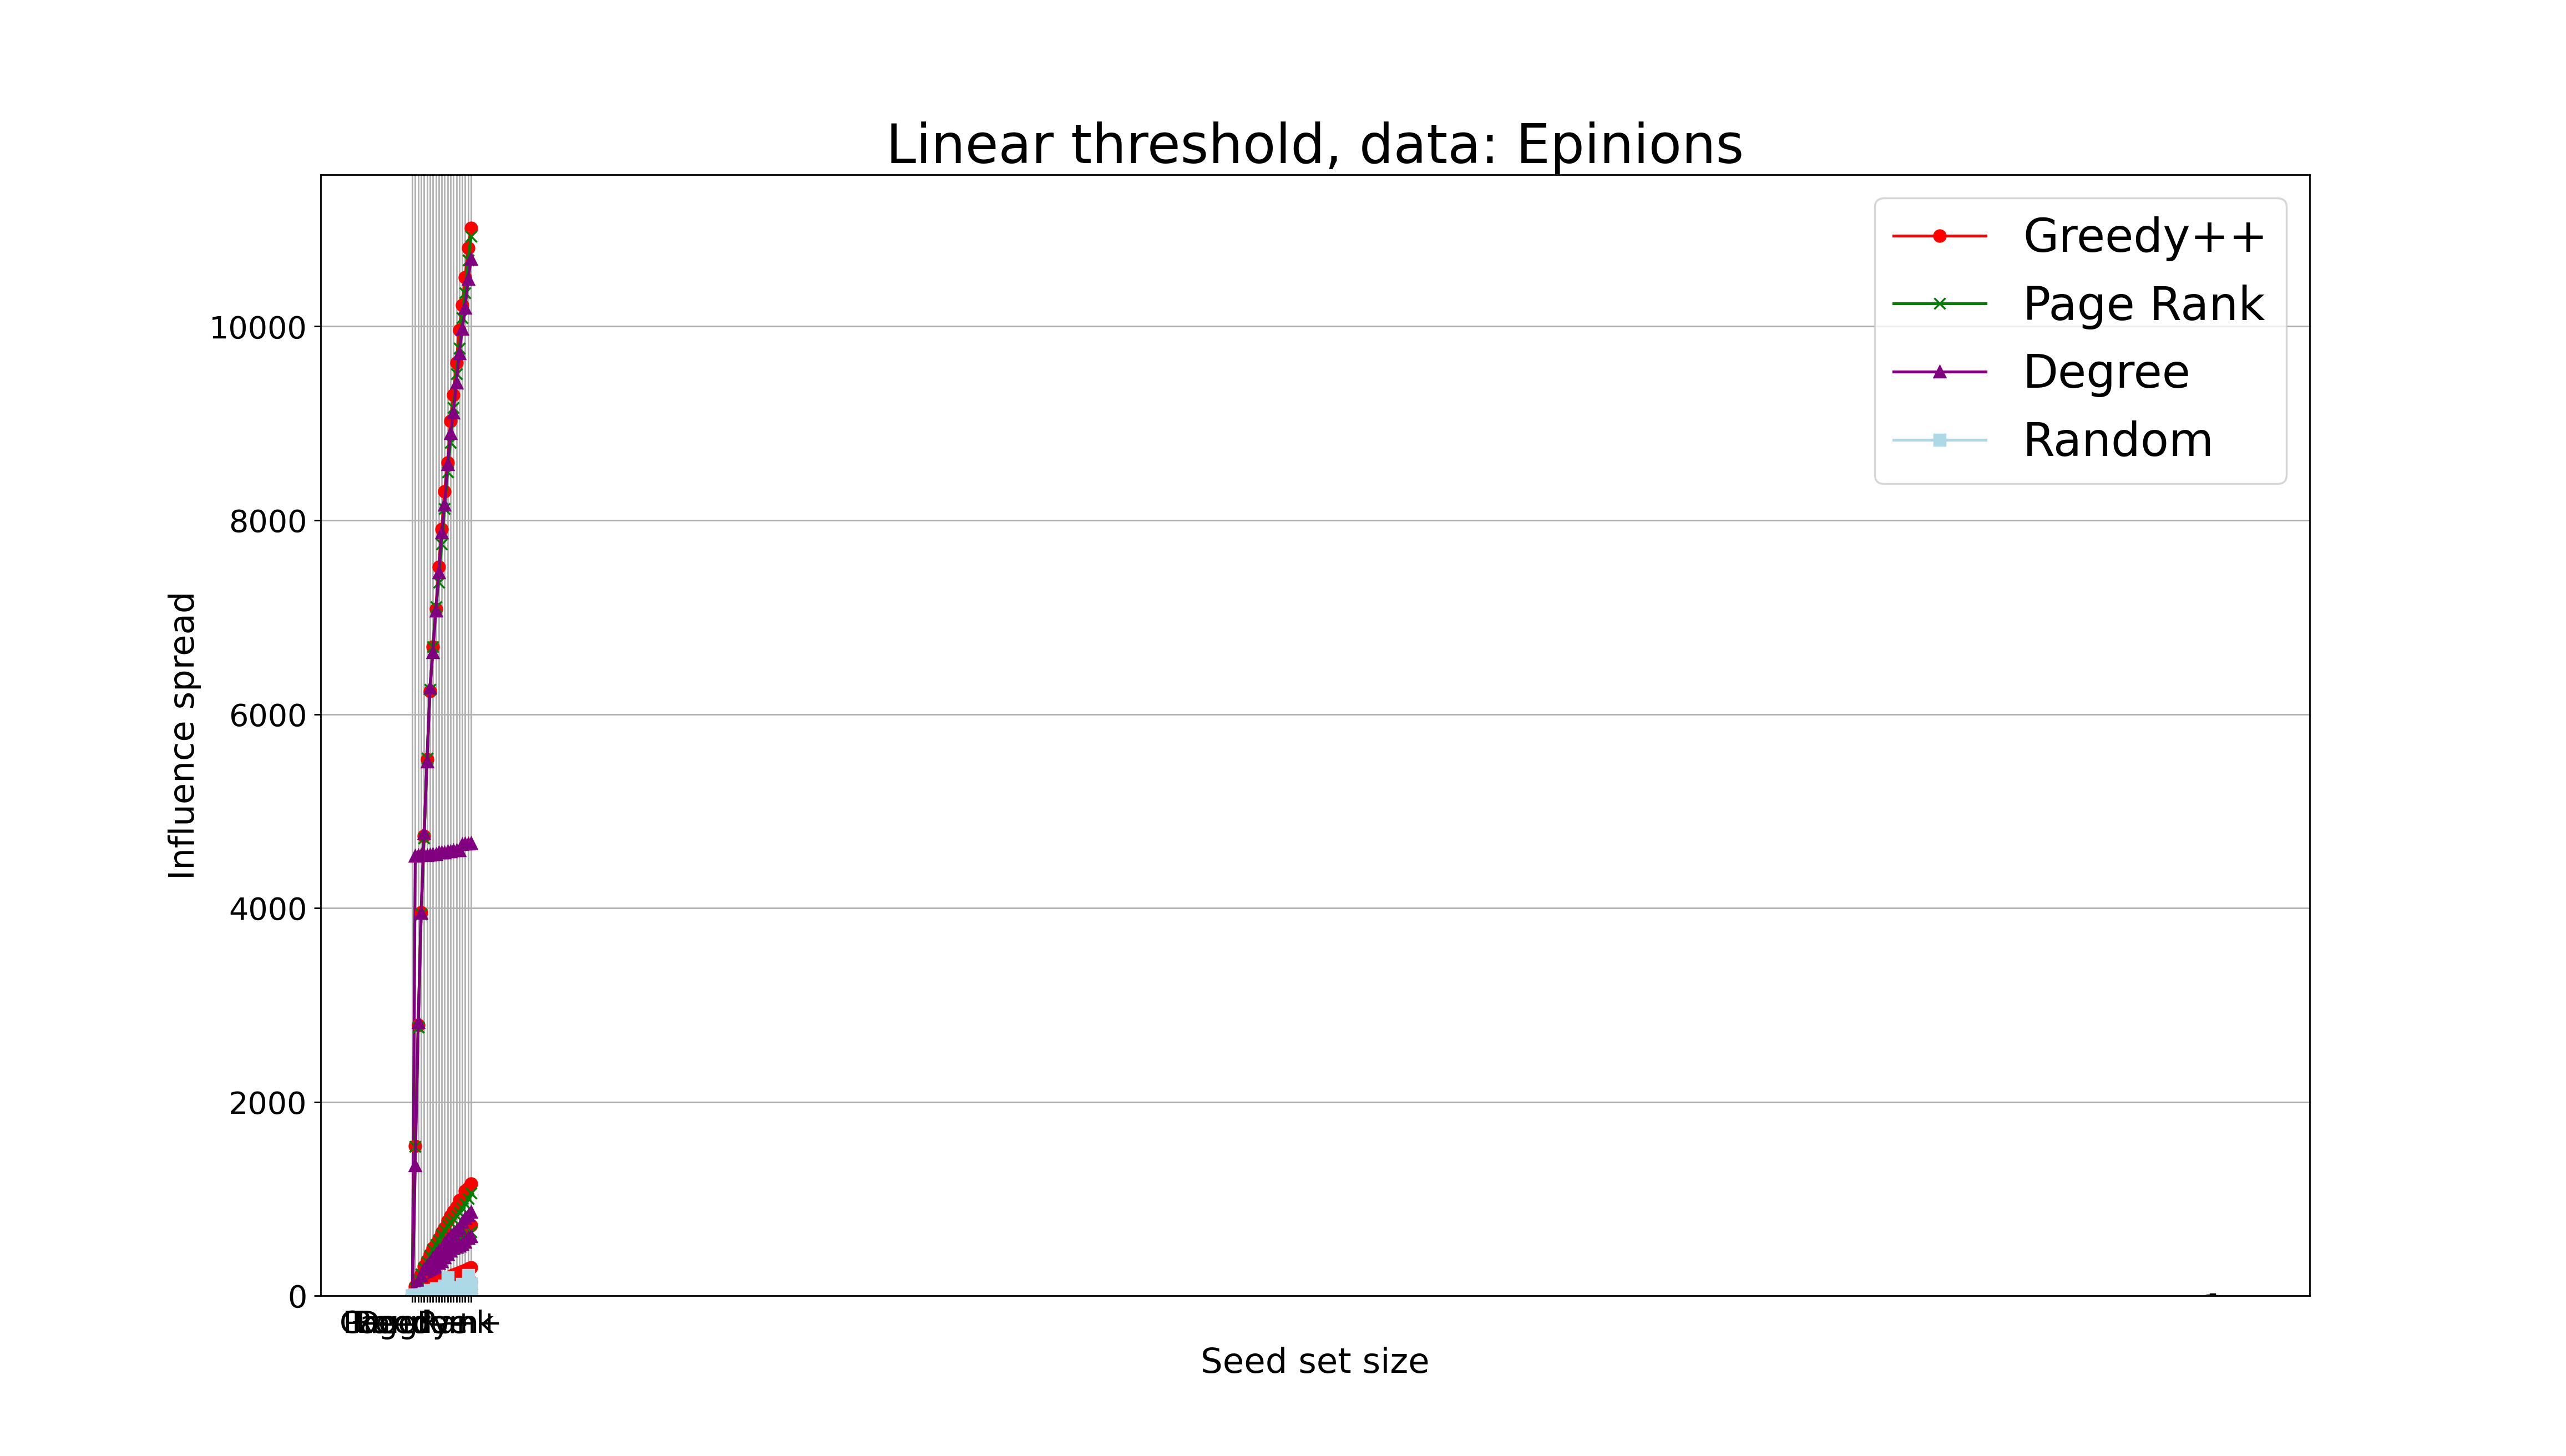 Linear threshold, data: Epinions
Greedy++
Page Rank
Degree
Random
10000
8000
6000
4000
2000
0
Influence spread
Seed set size